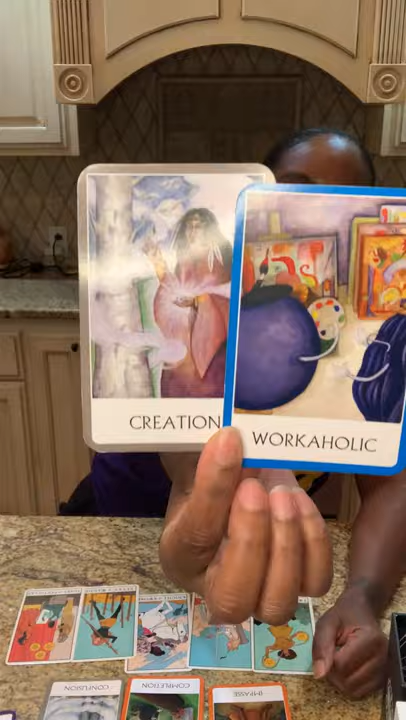 CREATION
WORKAHOLIC
CONFUSION
COMPLETION
IMPASSE